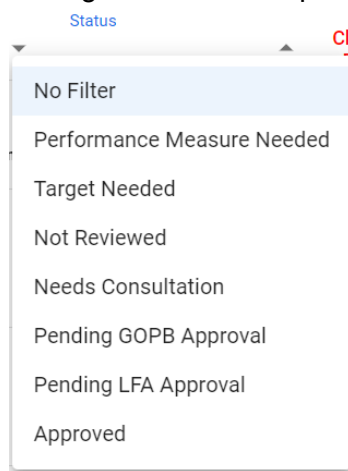 Status
No Filter
Performance Measure Needed
Target Needed
Not Reviewed
Needs Consultation
Pending GOPB Approval
Pending LFA Approval
Approved